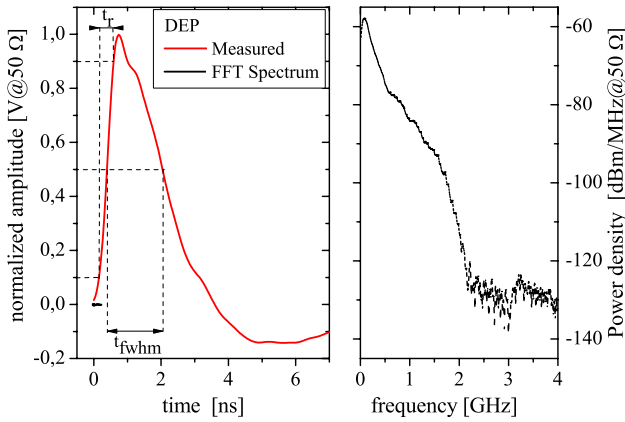 t_r
DEP
Measured
FFT Spectrum
normalized amplitude [V@50 Ω]
1,0
0,8
0,6
0,4
0,2
0,0
-0,2
t_fwhm
0
2
4
6
time [ns]
-60
-80
-100
-120
-140
Power density [dBm/MHz@50 Ω]
0
1
2
3
4
frequency [GHz]